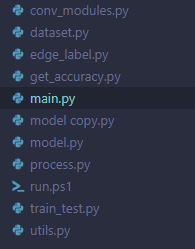 conv_modules.py
dataset.py
edge_label.py
get_accuracy.py
main.py
model copy.py
model.py
process.py
run.ps1
train_test.py
utils.py